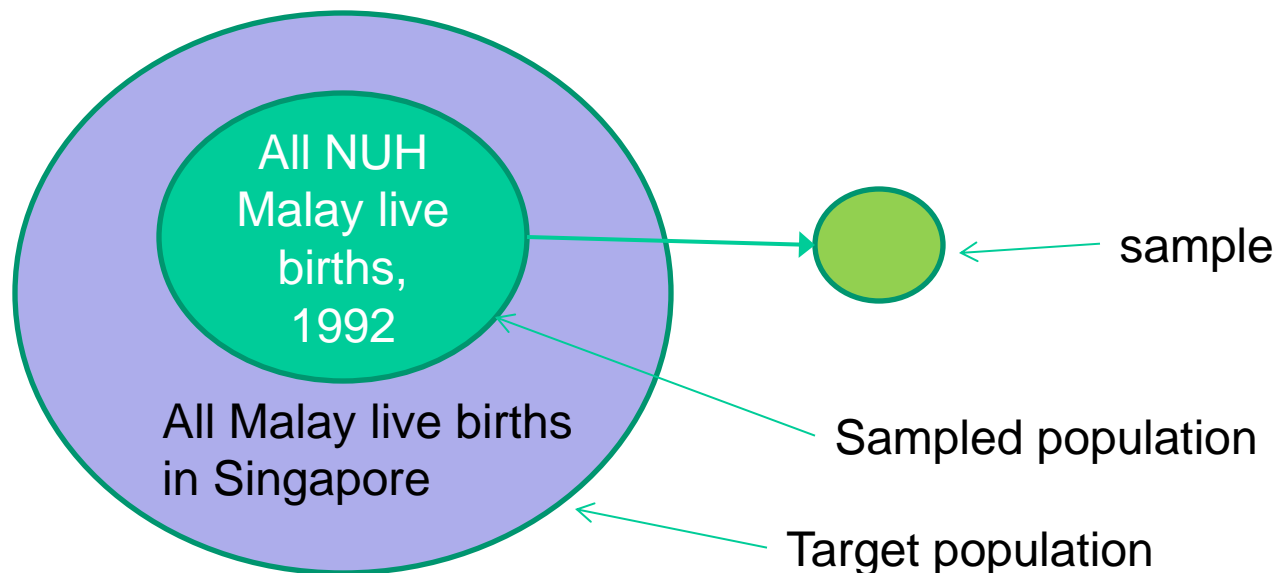 All NUH
Malay live
births,
1992
All Malay live births
in Singapore
sample
Sampled population
Target population